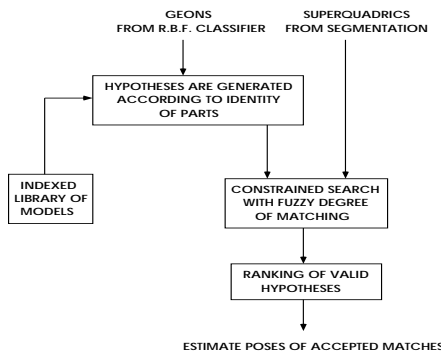 GEONS
FROM R.B.F. CLASSIFIER
SUPERQUADRICS
FROM SEGMENTATION
HYPOTHESES ARE GENERATED
ACCORDING TO IDENTITY
OF PARTS
INDEXED
LIBRARY OF
MODELS
CONSTRAINED SEARCH
WITH FUZZY DEGREE
OF MATCHING
RANKING OF VALID
HYPOTHESES
ESTIMATE POSES OF ACCEPTED MATCHES